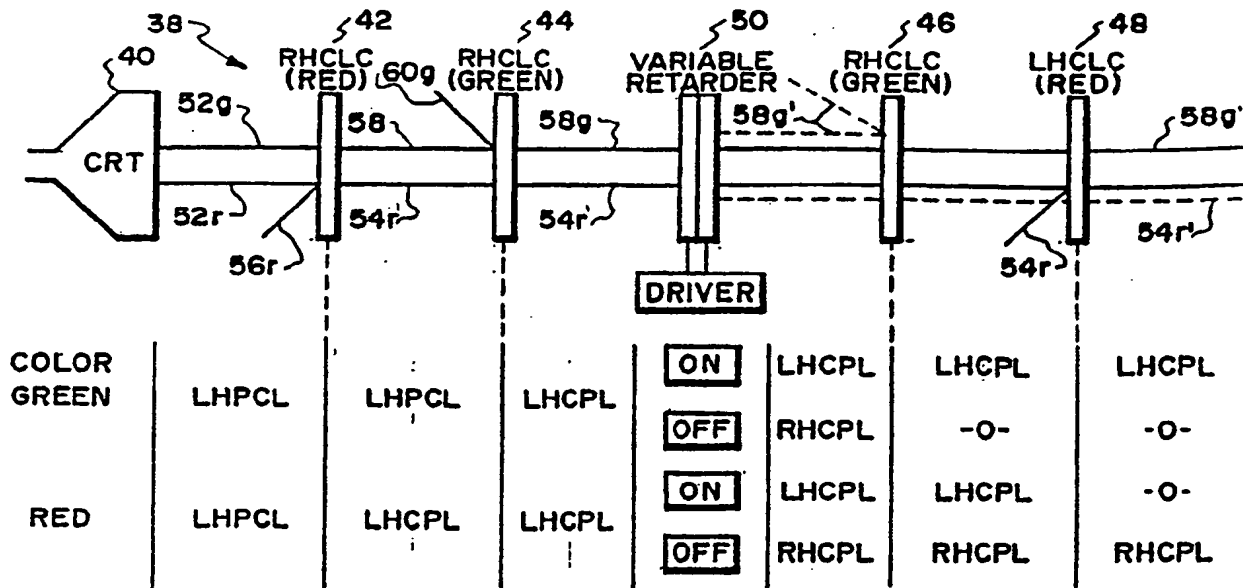 38
40
42
44
50
46
48
RHCLC
(RED)
RHCLC
(GREEN)
VARIABLE
RETARDER
RHCLC
(GREEN)
LHCLC
(RED)
60g
52g
58
58g
58g'
58g'
CRT
52r
54r'
54r'
54r'
56r
54r
DRIVER
COLOR
GREEN
LHPCL
LHPCL
LHCPL
ON
LHCPL
LHCPL
LHCPL
OFF
RHCPL
-O-
-O-
RED
LHPCL
LHCPL
LHCPL
ON
LHCPL
LHCPL
-O-
OFF
RHCPL
RHCPL
RHCPL